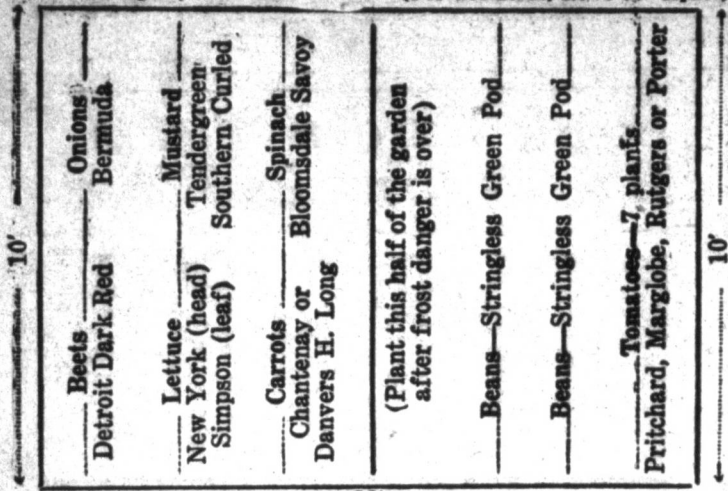 10'
Beets
Detroit Dark Red
Onions
Bermuda
Lettuce
New York (head)
Simpson (leaf)
Mustard
Tendergreen
Southern Curled
Carrots
Chantenay or
Danvers H. Long
Spinach
Bloomsdale Savoy
(Plant this half of the garden
after frost danger is over)
Beans—Stringless Green Pod
Beans—Stringless Green Pod
Tomatoes—7 plants
Pritchard, Marglobe, Rutgers or Porter
10'